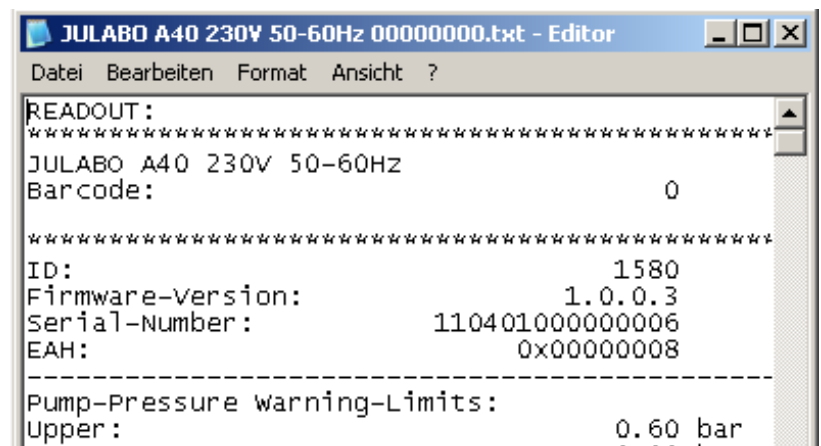 JULABO A40 230V 50-60Hz 00000000.txt - Editor
Datei Bearbeiten Format Ansicht ?
READOUT:
**********************************************
JULABO A40 230V 50-60Hz
Barcode: 0
**********************************************
ID: 1580
Firmware-Version: 1.0.0.3
Serial-Number: 110401000000006
EAH: 0x00000008
----------------------------------------------
Pump-Pressure Warning-Limits:
Upper: 0.60 bar